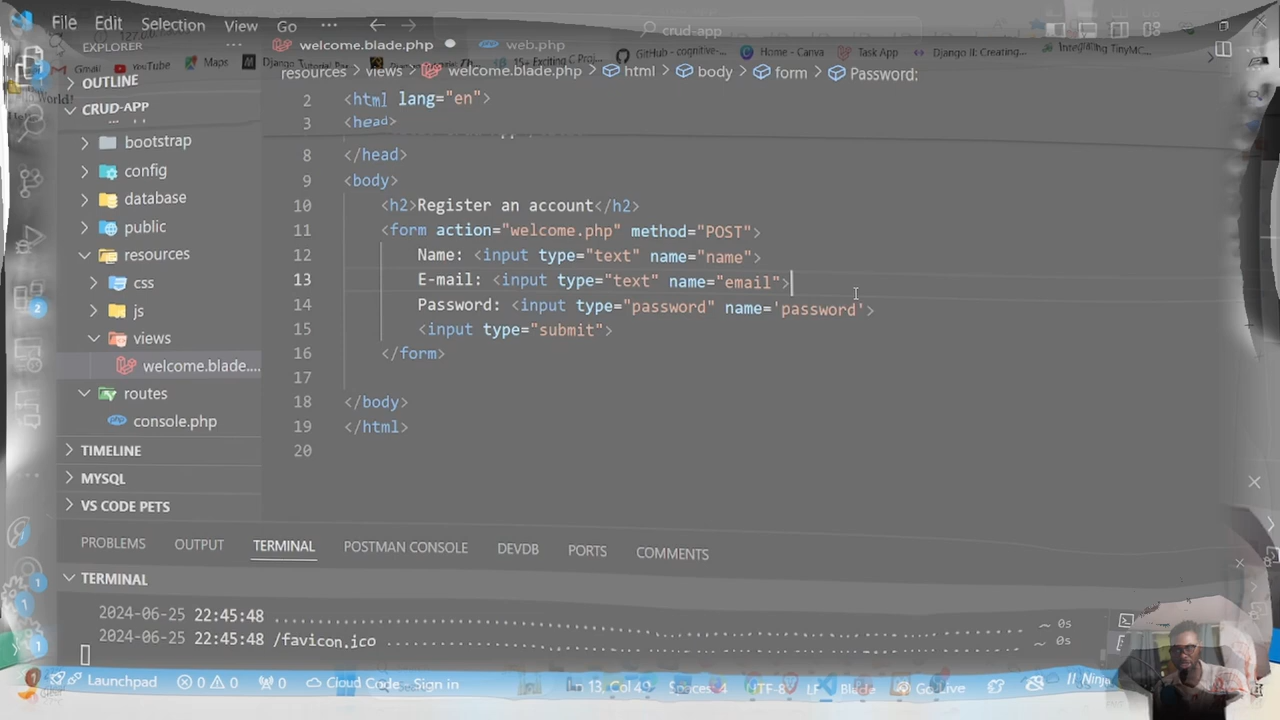 File Edit Selection View Go ...
crud-app
EXPLORER
...
welcome.blade.php
web.php
Gmail
YouTube
Maps
Django Tutorial
GitHub - cognitive-...
Home - Canva
Task App
Django II: Creating...
Integrating TinyMC...
resources > views > welcome.blade.php > html > body > form > Password:
OUTLINE
CRUD-APP
bootstrap
config
database
public
resources
css
js
views
welcome.blade....
routes
console.php
TIMELINE
MYSQL
VS CODE PETS
2 <html lang="en">
3 <head>
8 </head>
9 <body>
10 <h2>Register an account</h2>
11 <form action="welcome.php" method="POST">
12 Name: <input type="text" name="name">
13 E-mail: <input type="text" name="email">
14 Password: <input type="password" name='password'>
15 <input type="submit">
16 </form>
17
18 </body>
19 </html>
20
PROBLEMS OUTPUT TERMINAL POSTMAN CONSOLE DEVDB PORTS COMMENTS
TERMINAL
2024-06-25 22:45:48 ........ ~ 0s
2024-06-25 22:45:48 /favicon.ico ........ ~ 0s
Launchpad 0 0 0 Cloud Code - Sign in Ln 13, Col 49 Spaces: 4 UTF-8 LF Blade Go Live Ninja